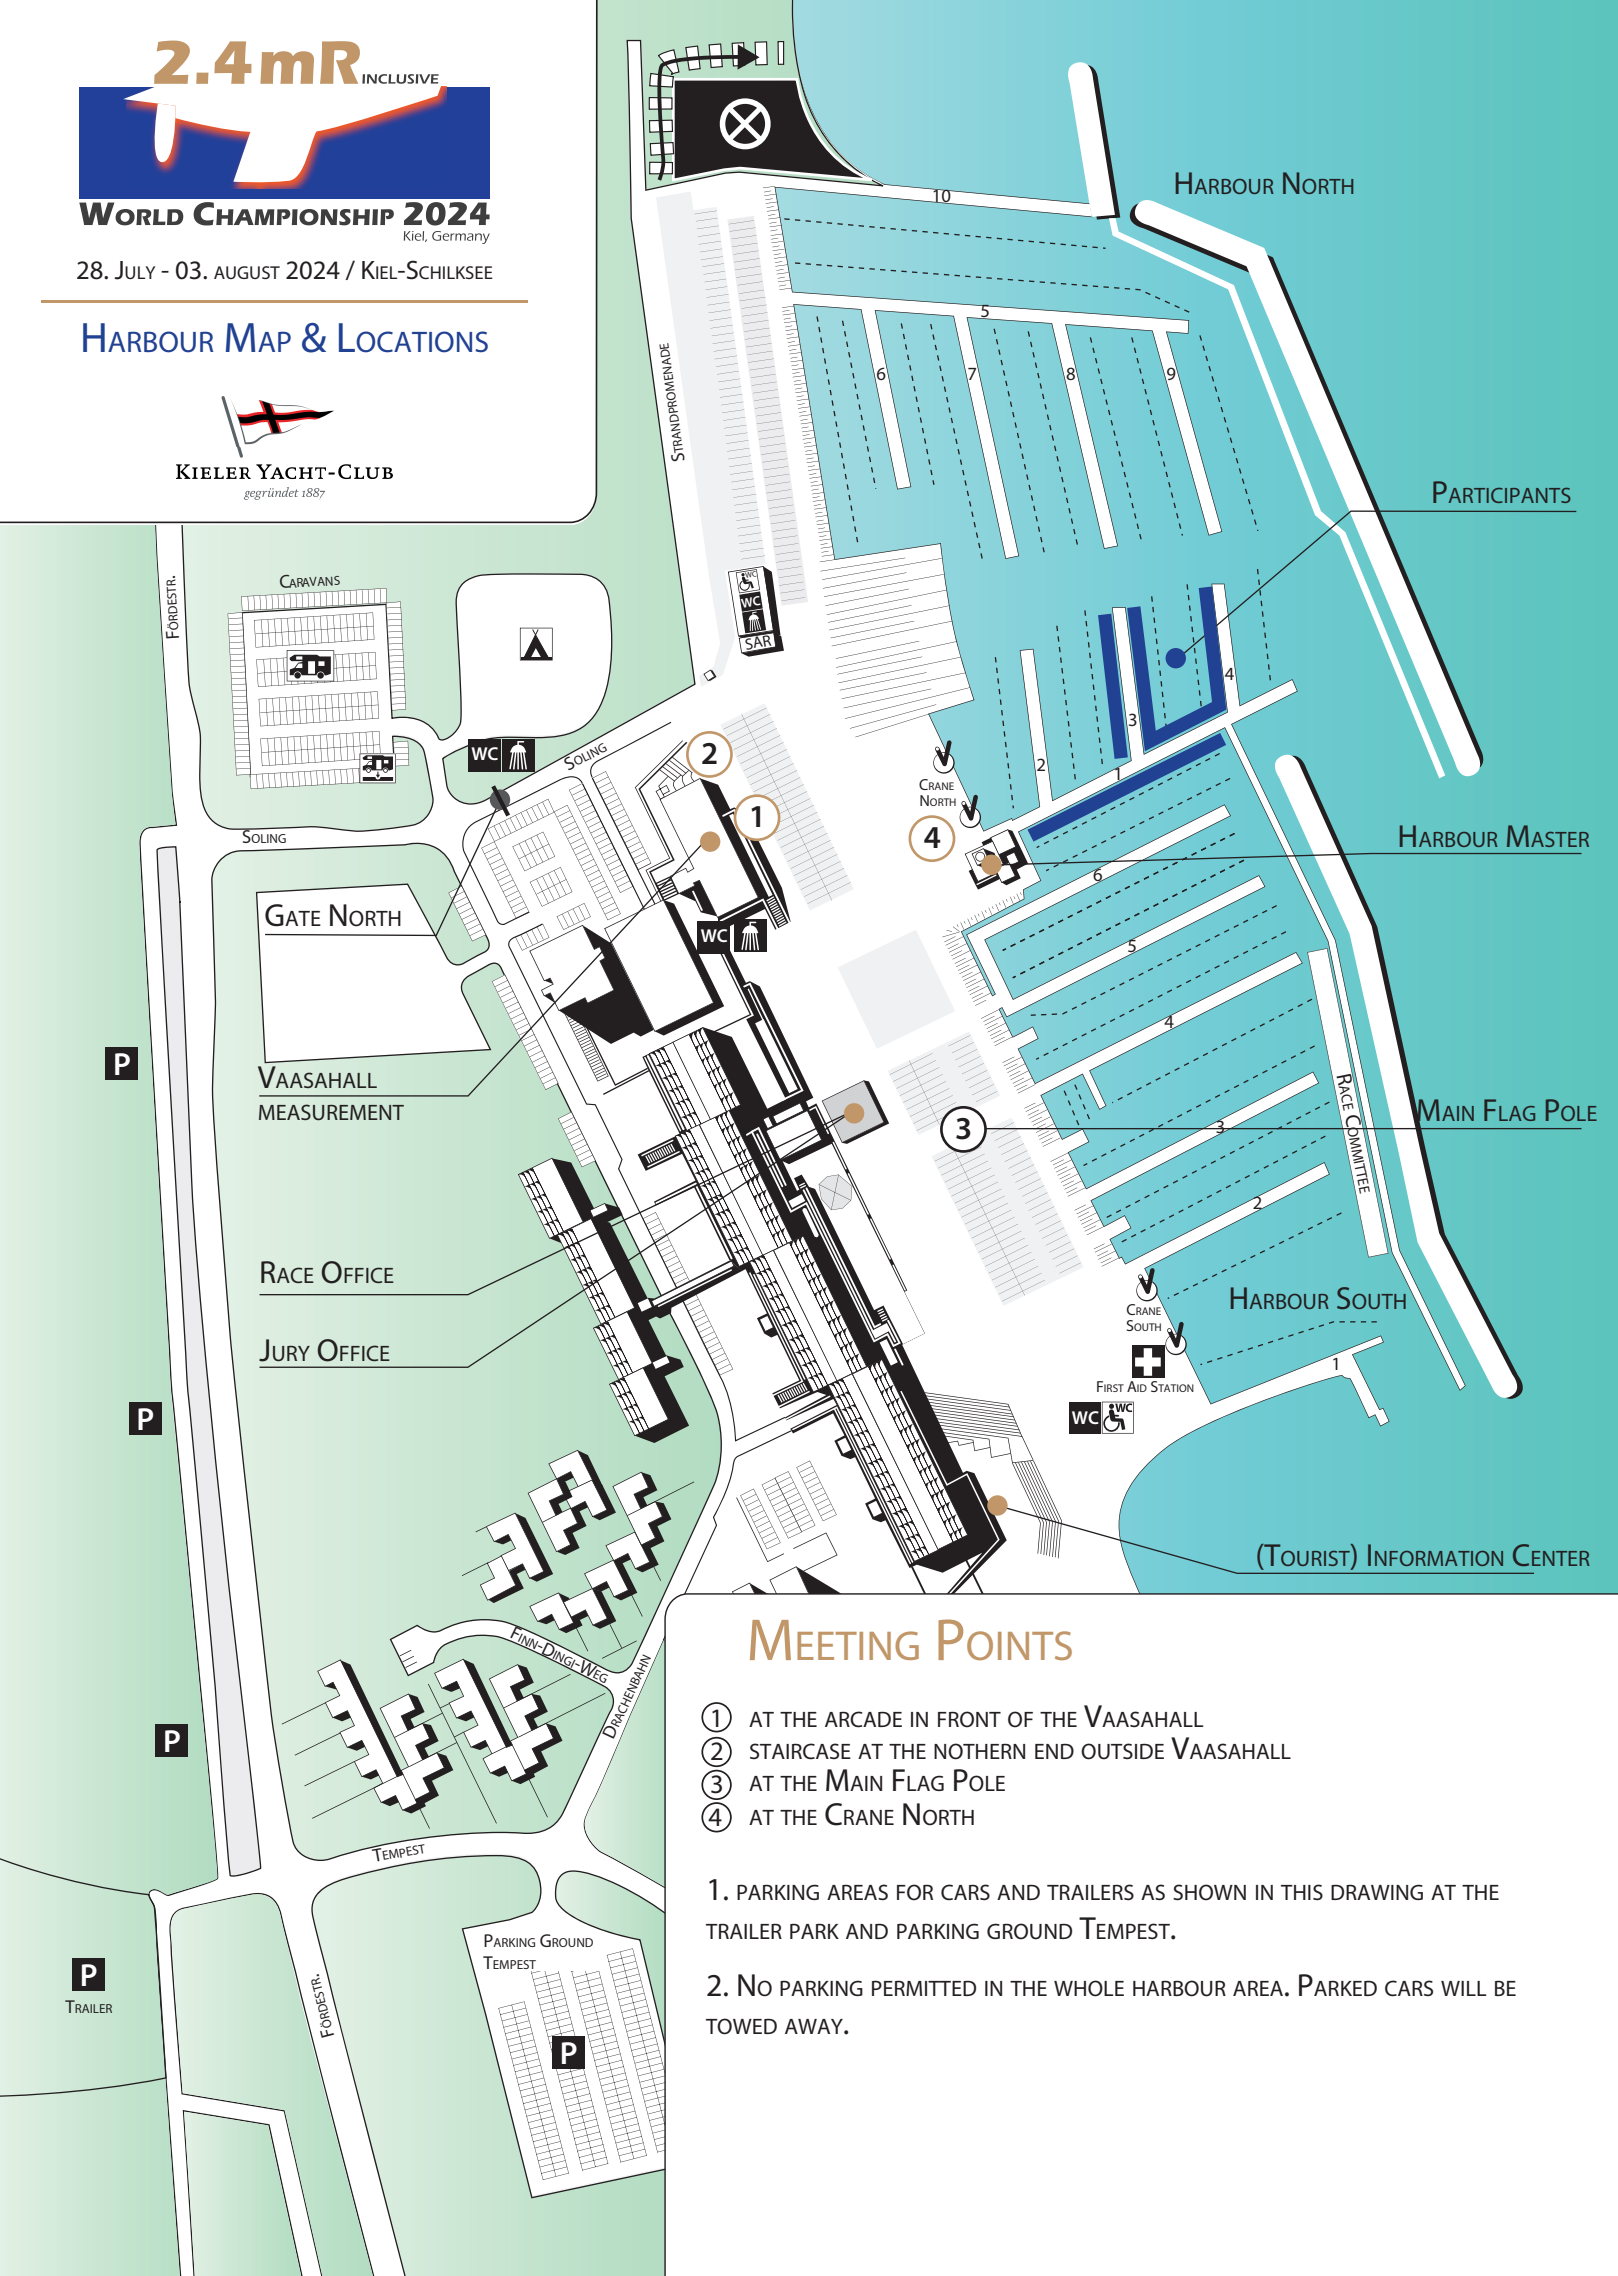 2.4mR INCLUSIVE
WORLD CHAMPIONSHIP 2024
Kiel, Germany
28. July - 03. august 2024 / Kiel-Schilksee
Harbour Map & Locations
KIELER YACHT-CLUB
gegründet 1887
10
Harbour North
5
6
7
8
9
Strandpromenade
Participants
Fördestr.
Caravans
WC
WC
SAR
4
3
2
1
WC
Soling
2
1
Crane
North
4
Harbour Master
Soling
Gate North
WC
6
5
4
3
2
1
Vaasahall
measurement
P
3
Main Flag Pole
Race Committee
Race Office
Jury Office
Harbour South
Crane
South
First Aid Station
WC
WC
P
(Tourist) Information Center
Finn-Dingi-Weg
Drachenbahn
P
Tempest
Parking Ground
Tempest
P
Trailer
Fördestr.
P
Meeting Points
1 at the arcade in front of the Vaasahall
2 staircase at the nothern end outside Vaasahall
3 at the Main Flag Pole
4 at the Crane North
1. parking areas for cars and trailers as shown in this drawing at the
trailer park and parking ground Tempest.
2. No parking permitted in the whole harbour area. Parked cars will be
towed away.